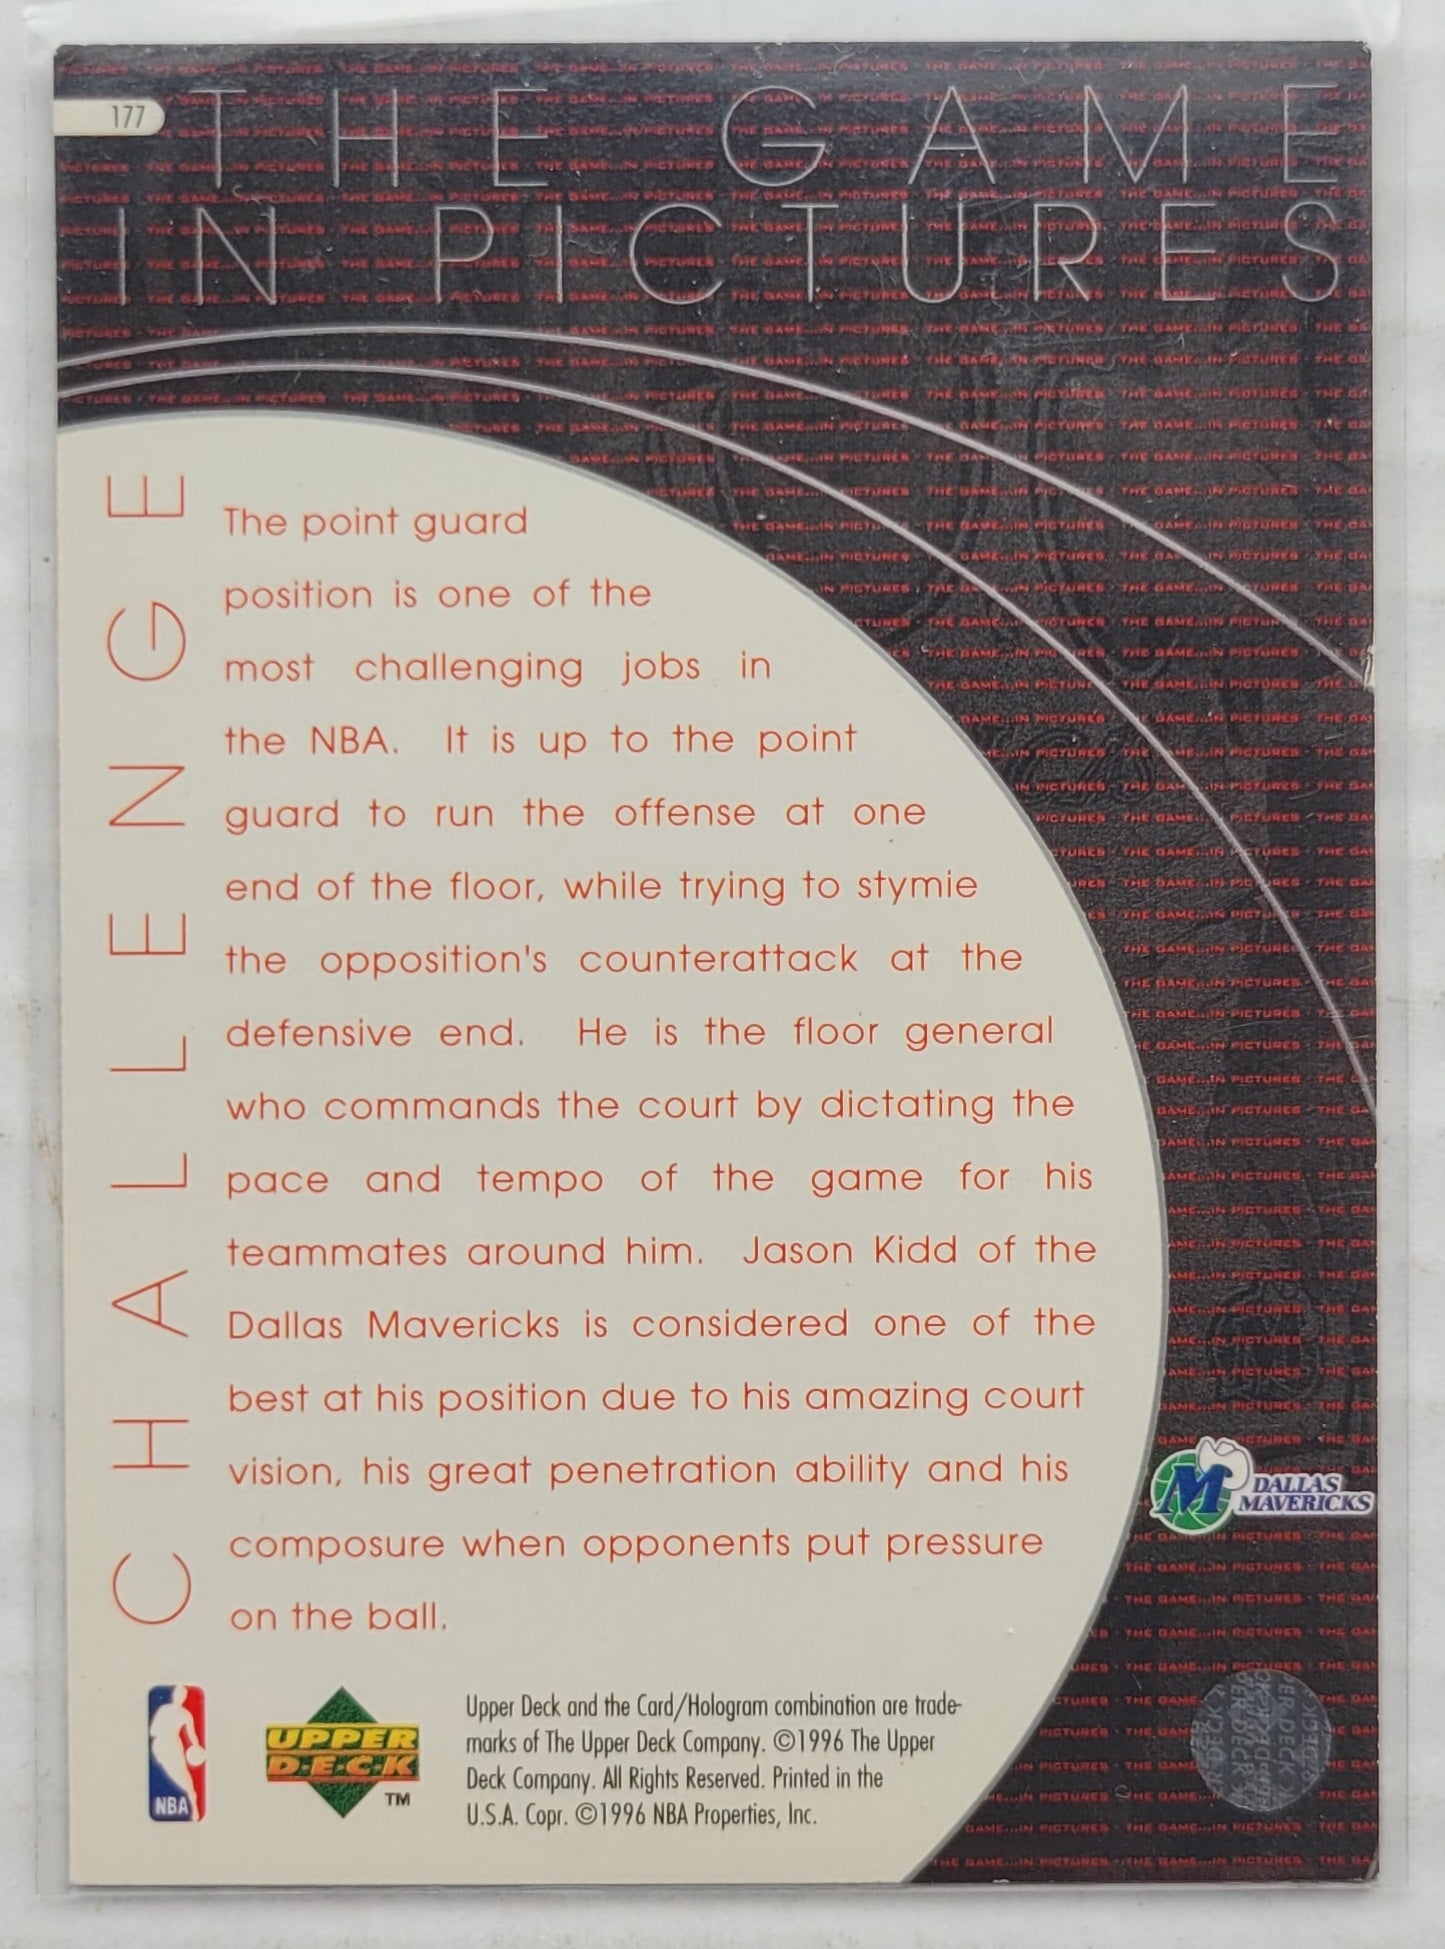 177
THE GAME
IN PICTURES
CHALLENGE
The point guard
position is one of the
most challenging jobs in
the NBA. It is up to the point
guard to run the offense at one
end of the floor, while trying to stymie
the opposition's counterattack at the
defensive end. He is the floor general
who commands the court by dictating the
pace and tempo of the game for his
teammates around him. Jason Kidd of the
Dallas Mavericks is considered one of the
best at his position due to his amazing court
vision, his great penetration ability and his
composure when opponents put pressure
on the ball.
M
DALLAS
MAVERICKS
NBA
UPPER
DECK
TM
Upper Deck and the Card/Hologram combination are trade-
marks of The Upper Deck Company. ©1996 The Upper
Deck Company. All Rights Reserved. Printed in the
U.S.A. Copr. ©1996 NBA Properties, Inc.